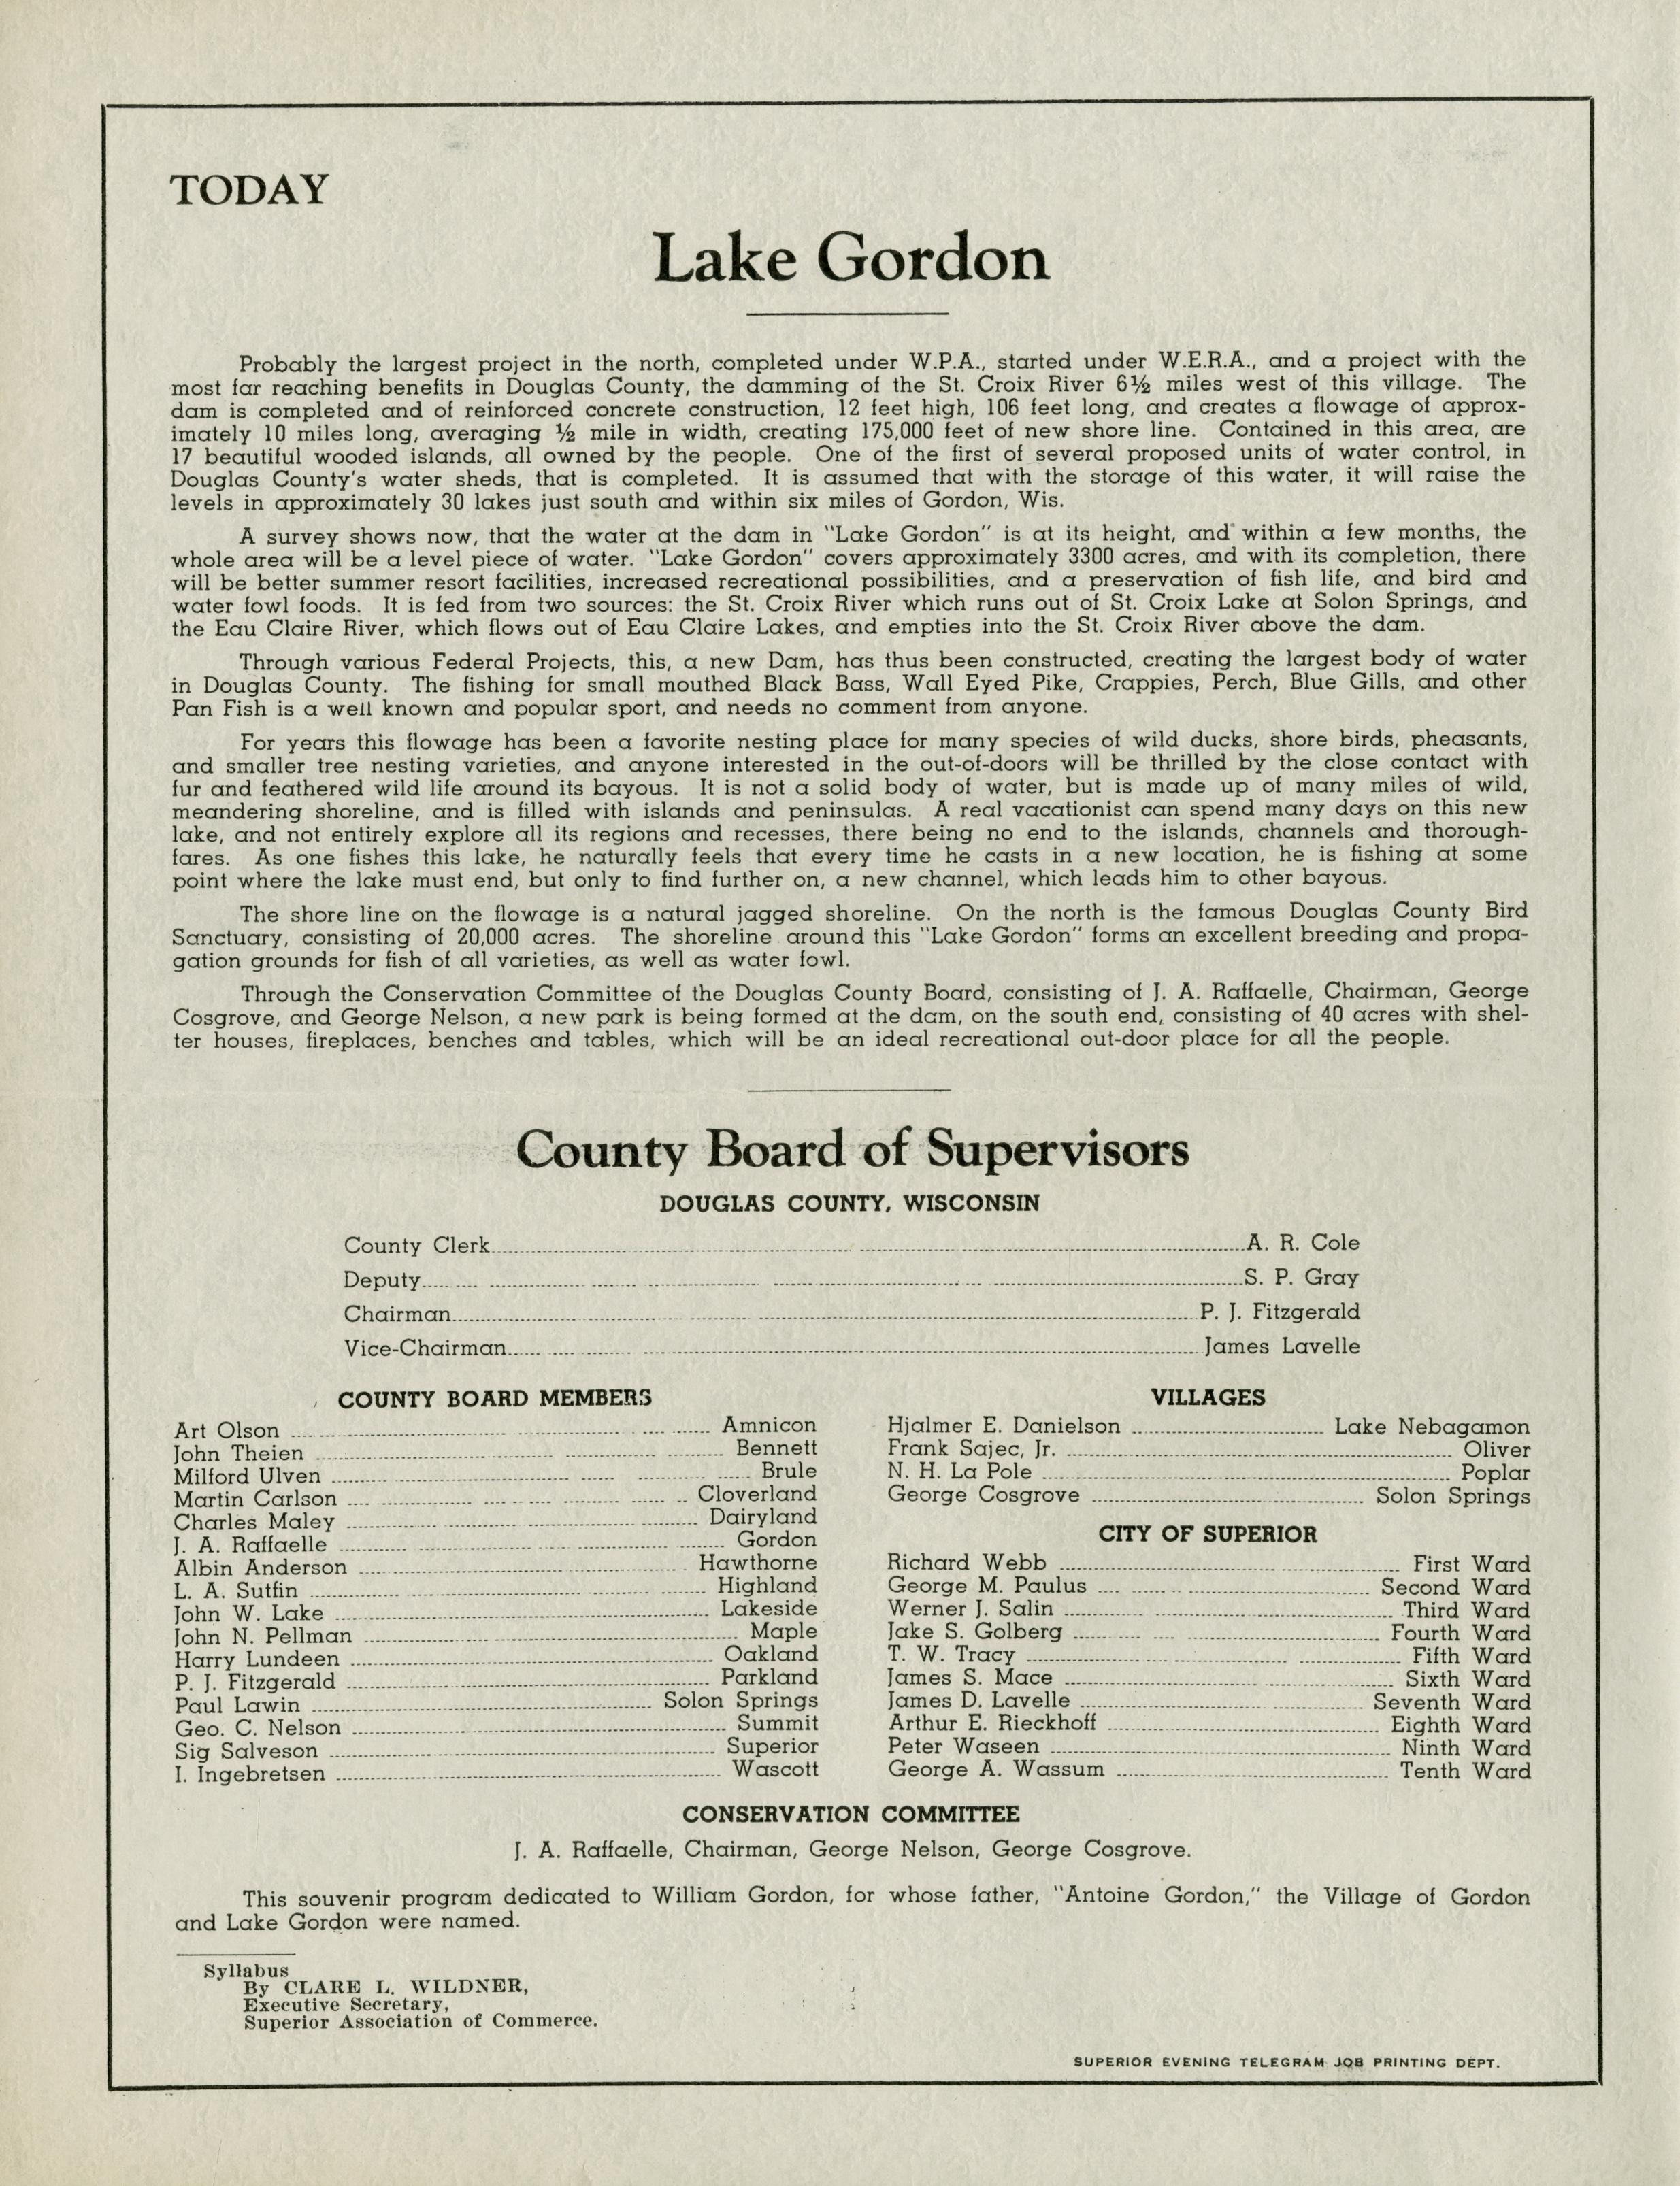 TODAY
Lake Gordon
Probably the largest project in the north, completed under W.P.A., started under W.E.R.A., and a project with the
most far reaching benefits in Douglas County, the damming of the St. Croix River 6½ miles west of this village. The
dam is completed and of reinforced concrete construction, 12 feet high, 106 feet long, and creates a flowage of approx-
imately 10 miles long, averaging ½ mile in width, creating 175,000 feet of new shore line. Contained in this area, are
17 beautiful wooded islands, all owned by the people. One of the first of several proposed units of water control, in
Douglas County's water sheds, that is completed. It is assumed that with the storage of this water, it will raise the
levels in approximately 30 lakes just south and within six miles of Gordon, Wis.
A survey shows now, that the water at the dam in "Lake Gordon" is at its height, and within a few months, the
whole area will be a level piece of water. "Lake Gordon" covers approximately 3300 acres, and with its completion, there
will be better summer resort facilities, increased recreational possibilities, and a preservation of fish life, and bird and
water fowl foods. It is fed from two sources: the St. Croix River which runs out of St. Croix Lake at Solon Springs, and
the Eau Claire River, which flows out of Eau Claire Lakes, and empties into the St. Croix River above the dam.
Through various Federal Projects, this, a new Dam, has thus been constructed, creating the largest body of water
in Douglas County. The fishing for small mouthed Black Bass, Wall Eyed Pike, Crappies, Perch, Blue Gills, and other
Pan Fish is a well known and popular sport, and needs no comment from anyone.
For years this flowage has been a favorite nesting place for many species of wild ducks, shore birds, pheasants,
and smaller tree nesting varieties, and anyone interested in the out-of-doors will be thrilled by the close contact with
fur and feathered wild life around its bayous. It is not a solid body of water, but is made up of many miles of wild,
meandering shoreline, and is filled with islands and peninsulas. A real vacationist can spend many days on this new
lake, and not entirely explore all its regions and recesses, there being no end to the islands, channels and thorough-
fares. As one fishes this lake, he naturally feels that every time he casts in a new location, he is fishing at some
point where the lake must end, but only to find further on, a new channel, which leads him to other bayous.
The shore line on the flowage is a natural jagged shoreline. On the north is the famous Douglas County Bird
Sanctuary, consisting of 20,000 acres. The shoreline around this "Lake Gordon" forms an excellent breeding and propa-
gation grounds for fish of all varieties, as well as water fowl.
Through the Conservation Committee of the Douglas County Board, consisting of J. A. Raffaelle, Chairman, George
Cosgrove, and George Nelson, a new park is being formed at the dam, on the south end, consisting of 40 acres with shel-
ter houses, fireplaces, benches and tables, which will be an ideal recreational out-door place for all the people.
County Board of Supervisors
DOUGLAS COUNTY, WISCONSIN
County Clerk A. R. Cole
Deputy S. P. Gray
Chairman P. J. Fitzgerald
Vice-Chairman James Lavelle
COUNTY BOARD MEMBERS
Art Olson Amnicon
John Theien Bennett
Milford Ulven Brule
Martin Carlson Cloverland
Charles Maley Dairyland
J. A. Raffaelle Gordon
Albin Anderson Hawthorne
L. A. Sutfin Highland
John W. Lake Lakeside
John N. Pellman Maple
Harry Lundeen Oakland
P. J. Fitzgerald Parkland
Paul Lawin Solon Springs
Geo. C. Nelson Summit
Sig Salveson Superior
I. Ingebretsen Wascott
VILLAGES
Hjalmer E. Danielson Lake Nebagamon
Frank Sajec, Jr. Oliver
N. H. La Pole Poplar
George Cosgrove Solon Springs
CITY OF SUPERIOR
Richard Webb First Ward
George M. Paulus Second Ward
Werner J. Salin Third Ward
Jake S. Golberg Fourth Ward
T. W. Tracy Fifth Ward
James S. Mace Sixth Ward
James D. Lavelle Seventh Ward
Arthur E. Rieckhoff Eighth Ward
Peter Waseen Ninth Ward
George A. Wassum Tenth Ward
CONSERVATION COMMITTEE
J. A. Raffaelle, Chairman, George Nelson, George Cosgrove.
This souvenir program dedicated to William Gordon, for whose father, "Antoine Gordon," the Village of Gordon
and Lake Gordon were named.
Syllabus
By CLARE L. WILDNER,
Executive Secretary,
Superior Association of Commerce.
SUPERIOR EVENING TELEGRAM JOB PRINTING DEPT.